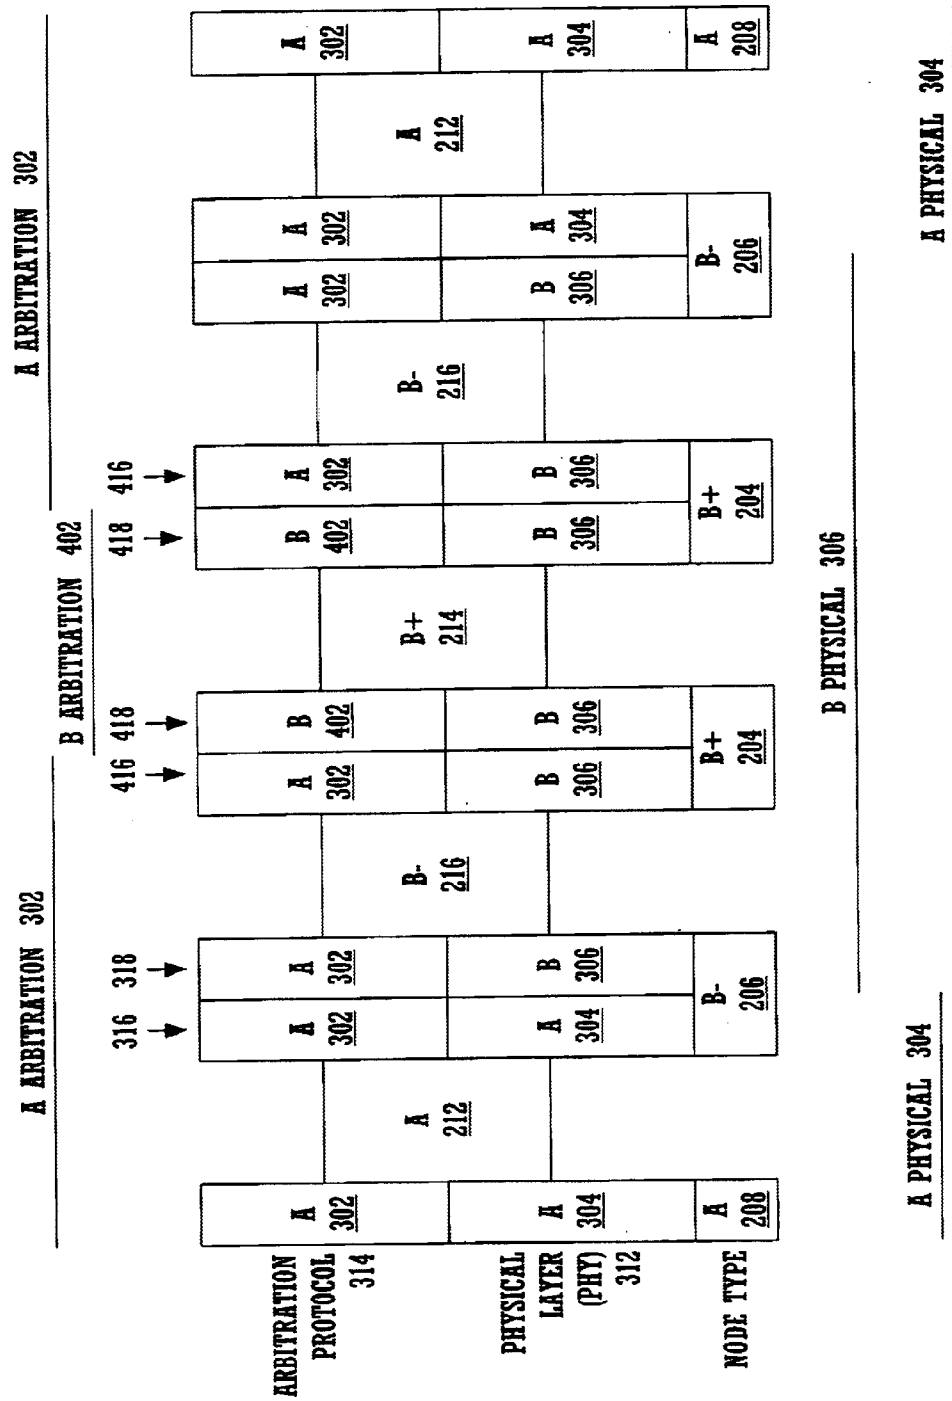 A ARBITRATION 302
B ARBITRATION 402
A ARBITRATION 302
316
318
416
418
418
416
ARBITRATION
PROTOCOL
314
A
302
A
302
A
302
A
302
B
402
B
402
A
302
A
302
A
302
A
302
A
212
B-
216
B+
214
B-
216
A
212
PHYSICAL
LAYER
(PHY)
312
A
304
A
304
B
306
B
306
B
306
B
306
B
306
B
306
A
304
A
304
NODE TYPE
A
208
B-
206
B+
204
B+
204
B-
206
A
208
B PHYSICAL 306
A PHYSICAL 304
A PHYSICAL 304